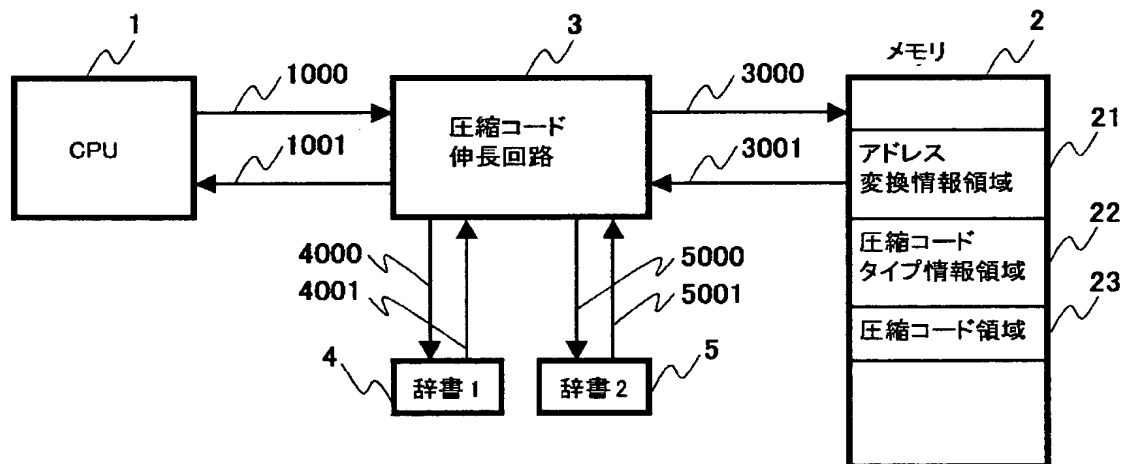 1
3
メモリ
2
1000
3000
21
CPU
圧縮コード
伸長回路
アドレス
変換情報領域
1001
3001
22
4000
5000
圧縮コード
タイプ情報領域
4001
5001
23
圧縮コード領域
4
辞書1
辞書2
5